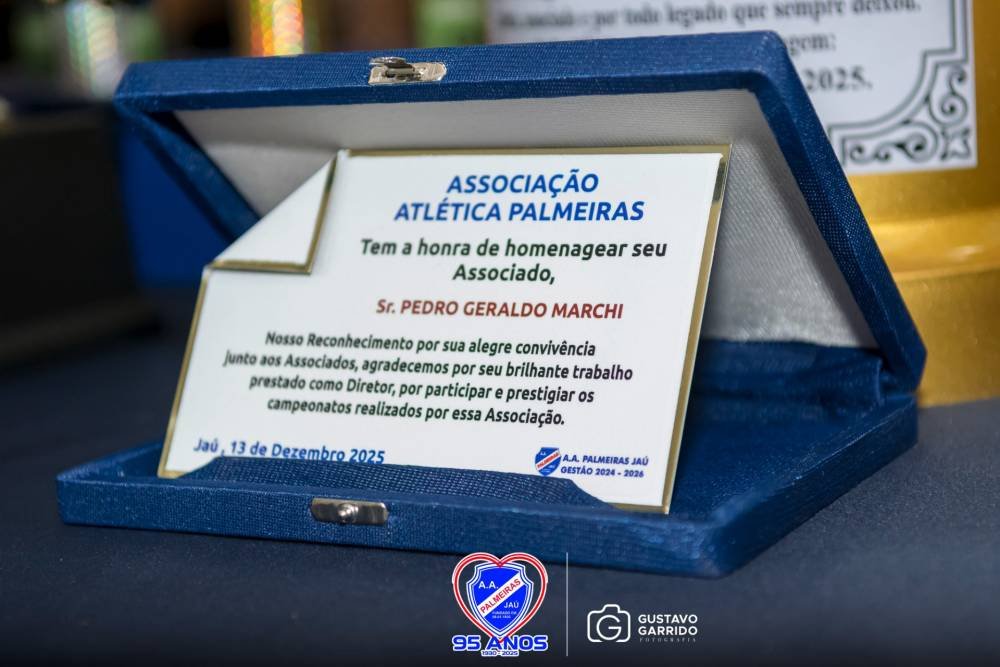 e por todo legado que sempre deixou.
gem:
2025.
ASSOCIAÇÃO
ATLÉTICA PALMEIRAS
Tem a honra de homenagear seu
Associado,
Sr. PEDRO GERALDO MARCHI
Nosso Reconhecimento por sua alegre convivência
junto aos Associados, agradecemos por seu brilhante trabalho
prestado como Diretor, por participar e prestigiar os
campeonatos realizados por essa Associação.
Jaú, 13 de Dezembro 2025
PALMEIRAS
A.A. PALMEIRAS JAÚ
GESTÃO 2024 - 2026
A.A.
PALMEIRAS
JAÚ
95 ANOS
1930 - 2025
G
GUSTAVO
GARRIDO
FOTOGRAFIA